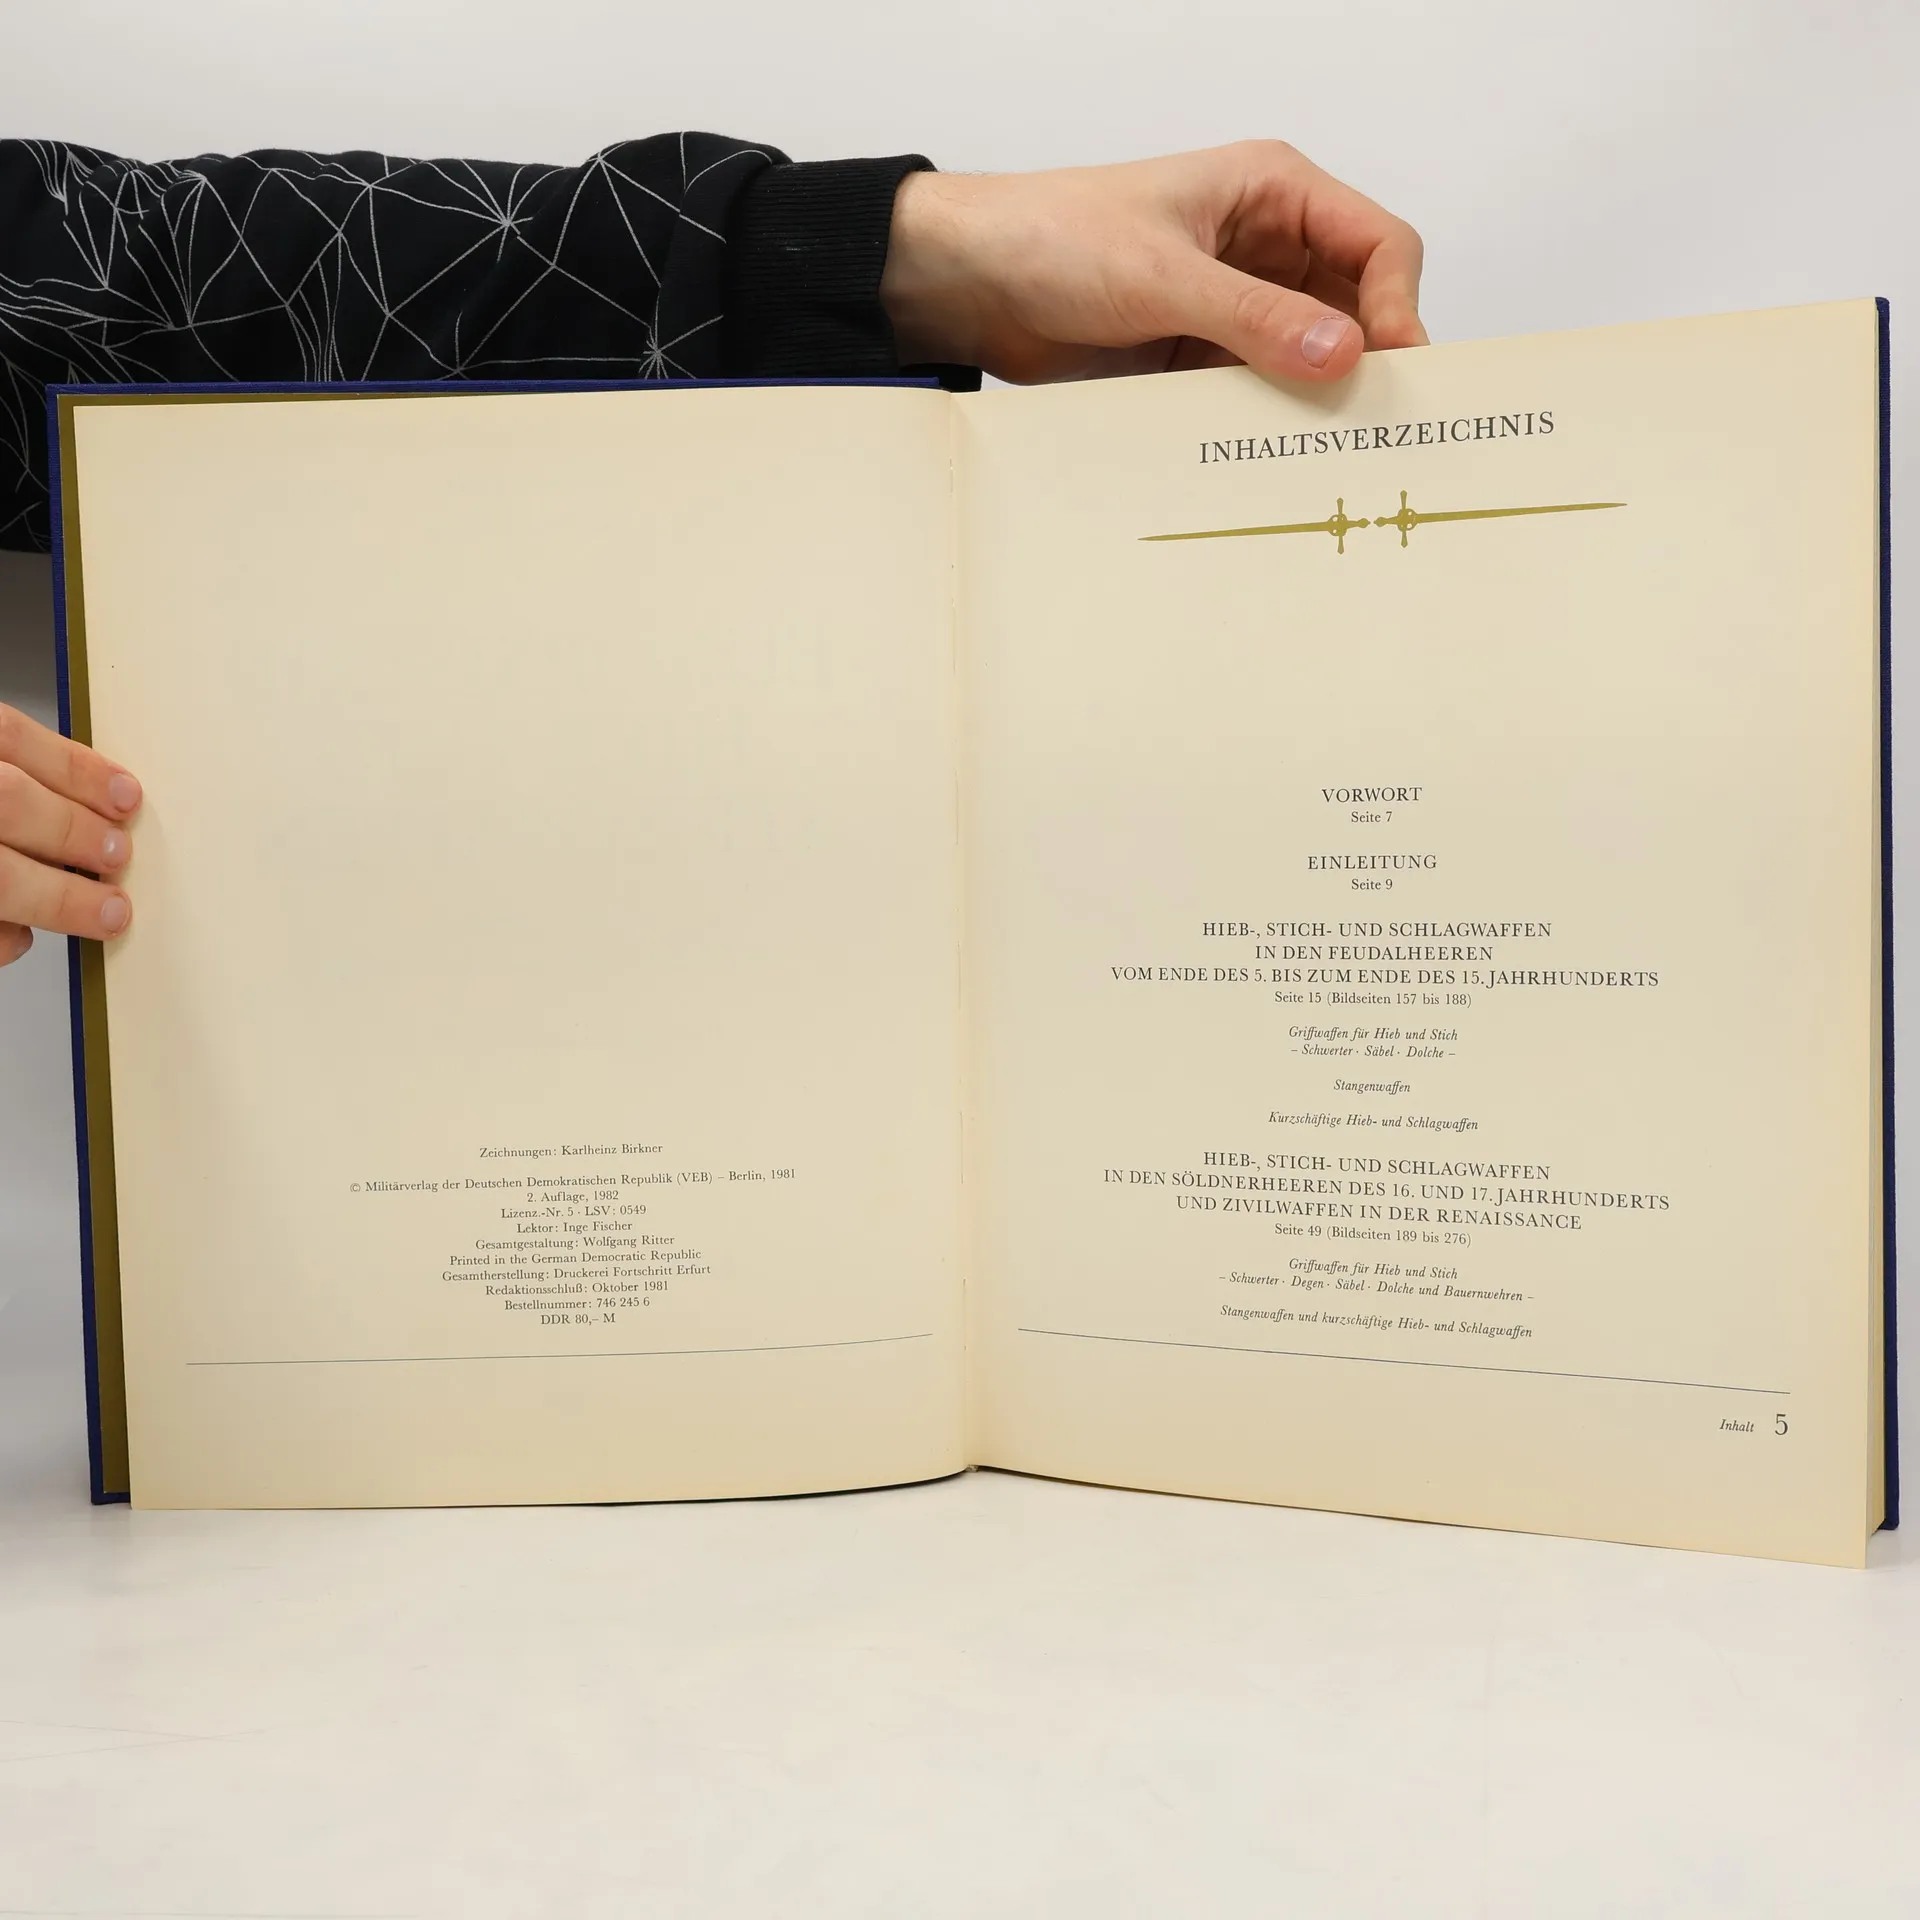 Zeichnungen: Karlheinz Birkner
© Militärverlag der Deutschen Demokratischen Republik (VEB) – Berlin, 1981
2. Auflage, 1982
Lizenz.-Nr. 5 · LSV: 0549
Lektor: Inge Fischer
Gesamtgestaltung: Wolfgang Ritter
Printed in the German Democratic Republic
Gesamtherstellung: Druckerei Fortschritt Erfurt
Redaktionsschluß: Oktober 1981
Bestellnummer: 746 245 6
DDR 80,– M
INHALTSVERZEICHNIS
VORWORT
Seite 7
EINLEITUNG
Seite 9
HIEB-, STICH- UND SCHLAGWAFFEN
IN DEN FEUDALHEEREN
VOM ENDE DES 5. BIS ZUM ENDE DES 15. JAHRHUNDERTS
Seite 15 (Bildseiten 157 bis 188)
Griffwaffen für Hieb und Stich
– Schwerter · Säbel · Dolche –
Stangenwaffen
Kurzschäftige Hieb- und Schlagwaffen
HIEB-, STICH- UND SCHLAGWAFFEN
IN DEN SÖLDNERHEEREN DES 16. UND 17. JAHRHUNDERTS
UND ZIVILWAFFEN IN DER RENAISSANCE
Seite 49 (Bildseiten 189 bis 276)
Griffwaffen für Hieb und Stich
– Schwerter · Degen · Säbel · Dolche und Bauernwehren –
Stangenwaffen und kurzschäftige Hieb- und Schlagwaffen
Inhalt 5